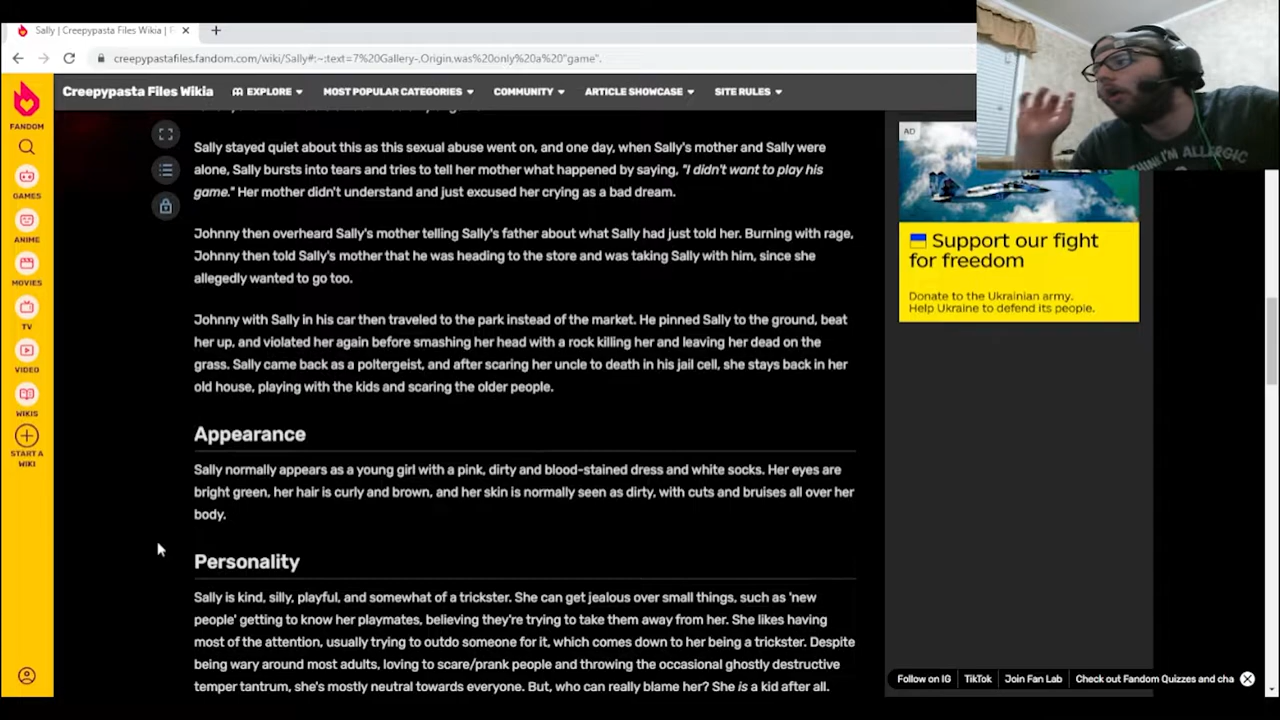 Sally | Creepypasta Files Wikia |
creepypastafiles.fandom.com/wiki/Sally#:~:text=7%20Gallery-,Origin,was%20only%20a%20"game".
FANDOM
GAMES
ANIME
MOVIES
TV
VIDEO
WIKIS
START A
WIKI
Creepypasta Files Wikia
EXPLORE
MOST POPULAR CATEGORIES
COMMUNITY
ARTICLE SHOWCASE
SITE RULES
Sally stayed quiet about this as this sexual abuse went on, and one day, when Sally's mother and Sally were
alone, Sally bursts into tears and tries to tell her mother what happened by saying, "I didn't want to play his
game." Her mother didn't understand and just excused her crying as a bad dream.
Johnny then overheard Sally's mother telling Sally's father about what Sally had just told her. Burning with rage,
Johnny then told Sally's mother that he was heading to the store and was taking Sally with him, since she
allegedly wanted to go too.
Johnny with Sally in his car then traveled to the park instead of the market. He pinned Sally to the ground, beat
her up, and violated her again before smashing her head with a rock killing her and leaving her dead on the
grass. Sally came back as a poltergeist, and after scaring her uncle to death in his jail cell, she stays back in her
old house, playing with the kids and scaring the older people.
Appearance
Sally normally appears as a young girl with a pink, dirty and blood-stained dress and white socks. Her eyes are
bright green, her hair is curly and brown, and her skin is normally seen as dirty, with cuts and bruises all over her
body.
Personality
Sally is kind, silly, playful, and somewhat of a trickster. She can get jealous over small things, such as 'new
people' getting to know her playmates, believing they're trying to take them away from her. She likes having
most of the attention, usually trying to outdo someone for it, which comes down to her being a trickster. Despite
being wary around most adults, loving to scare/prank people and throwing the occasional ghostly destructive
temper tantrum, she's mostly neutral towards everyone. But, who can really blame her? She is a kid after all.
THINK I'M ALLERGIC
AD
Support our fight
for freedom
Donate to the Ukrainian army.
Help Ukraine to defend its people.
Follow on IG
TikTok
Join Fan Lab
Check out Fandom Quizzes and cha